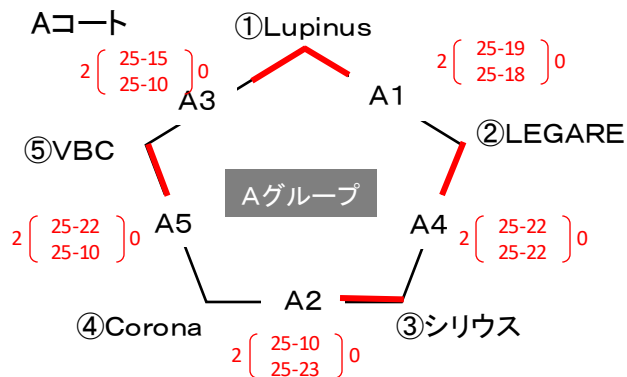 Aコート
①Lupinus
2 ( 25-15 25-10 ) 0
2 ( 25-19 25-18 ) 0
A3
A1
⑤VBC
②LEGARE
Aグループ
2 ( 25-22 25-10 ) 0
A5
A4
2 ( 25-22 25-22 ) 0
④Corona
A2
③シリウス
2 ( 25-10 25-23 ) 0